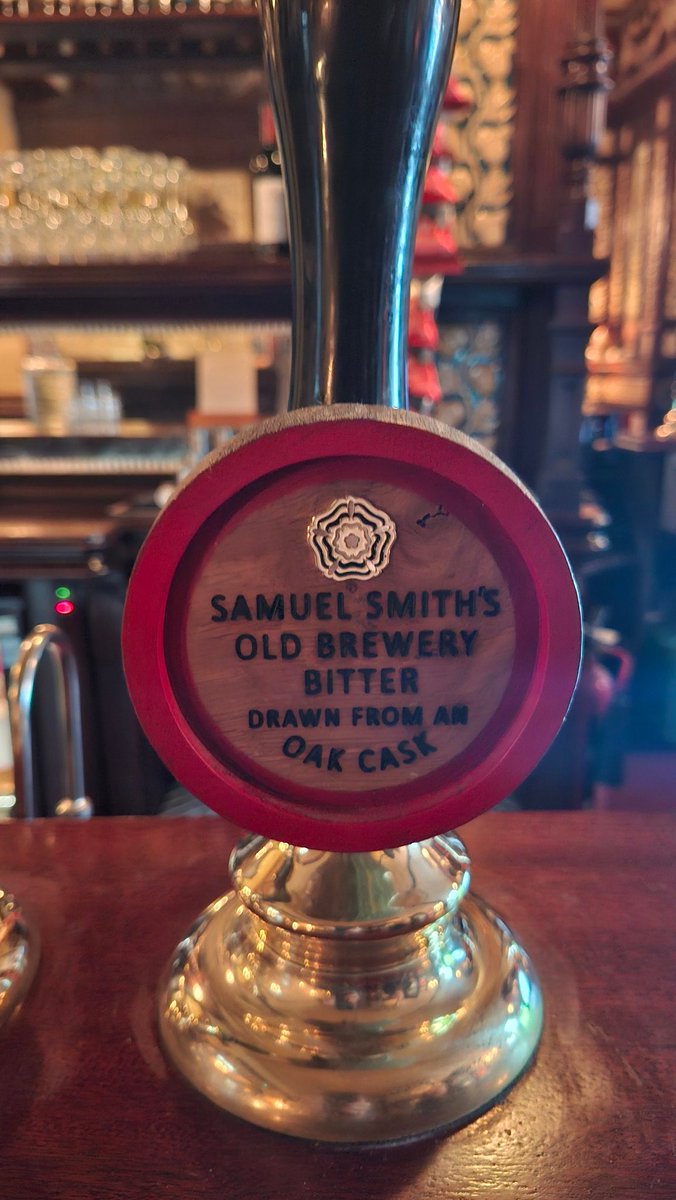 SAMUEL SMITH'S
OLD BREWERY
BITTER
DRAWN FROM AN
OAK CASK